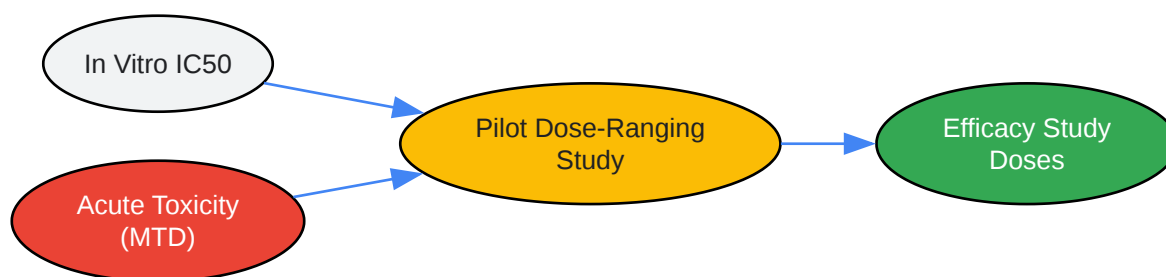 In Vitro IC50
Acute Toxicity
(MTD)
Pilot Dose-Ranging
Study
Efficacy Study
Doses